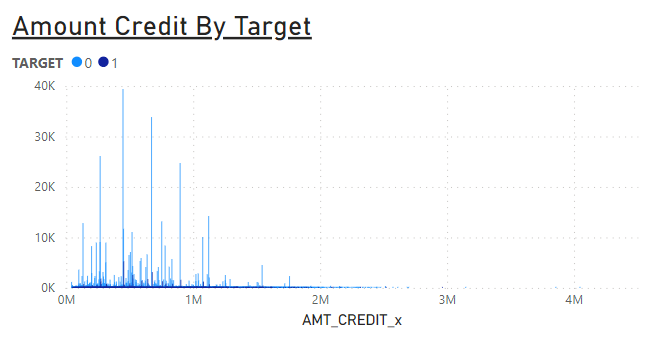 Amount Credit By Target
TARGET 0 1
40K
30K
20K
10K
0K
0M 1M 2M 3M 4M
AMT_CREDIT_x